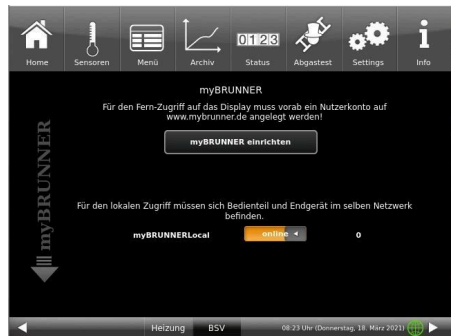 Home Sensoren Menü Archiv Status Abgastest Settings Info
0123
myBRUNNER
Für den Fern-Zugriff auf das Display muss vorab ein Nutzerkonto auf
www.mybrunner.de angelegt werden!
myBRUNNER einrichten
myBRUNNER
Für den lokalen Zugriff müssen sich Bedienteil und Endgerät im selben Netzwerk
befinden.
myBRUNNERLocal online 0
Heizung BSV 08:23 Uhr (Donnerstag, 18. März 2021)